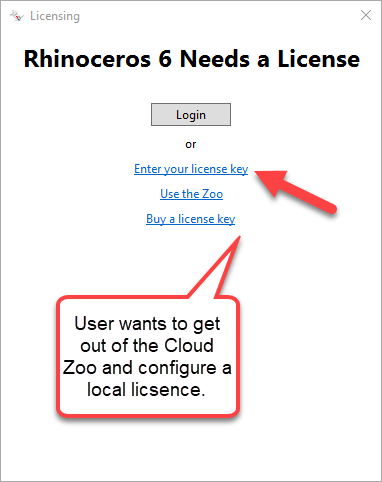 Licensing
Rhinoceros 6 Needs a License
Login
or
Enter your license key
Use the Zoo
Buy a license key
User wants to get
out of the Cloud
Zoo and configure a
local licsence.